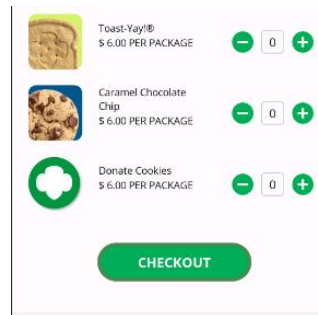 Toast-Yay!®
$ 6.00 PER PACKAGE
0
Caramel Chocolate
Chip
$ 6.00 PER PACKAGE
0
Donate Cookies
$ 6.00 PER PACKAGE
0
CHECKOUT